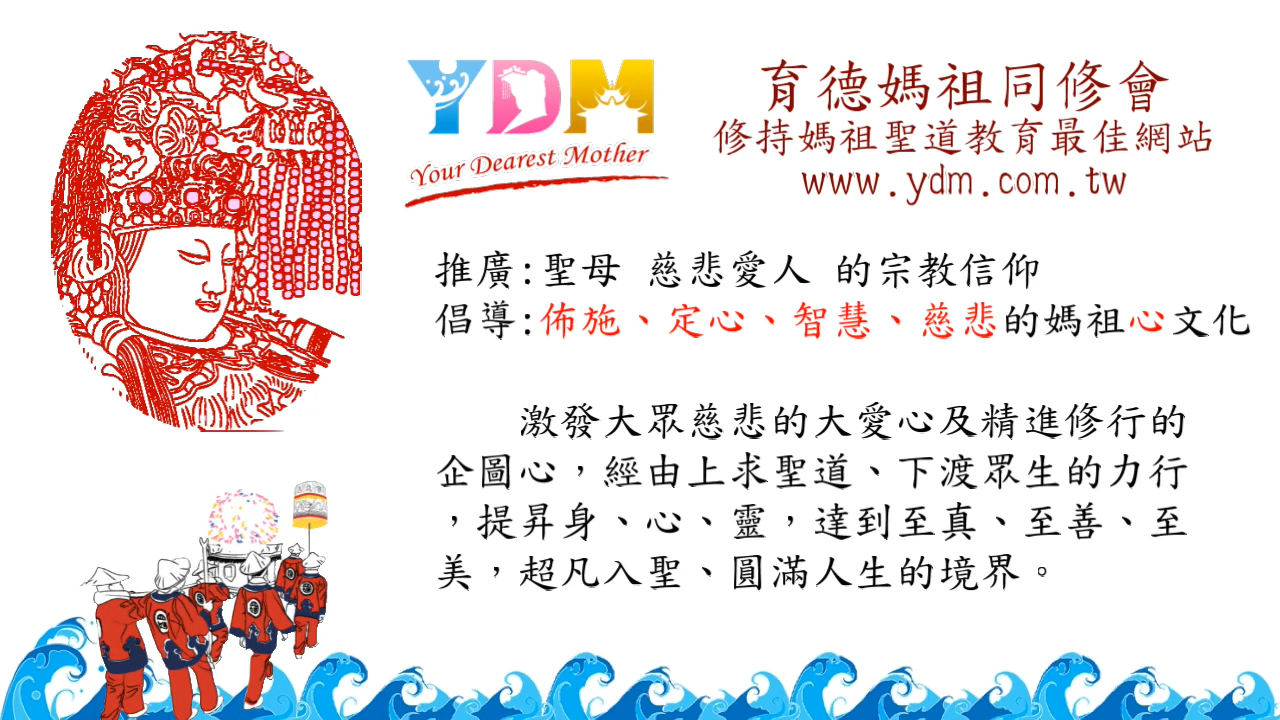 YDM
Your Dearest Mother
育德媽祖同修會
修持媽祖聖道教育最佳網站
www.ydm.com.tw
推廣:聖母 慈悲愛人 的宗教信仰
倡導:佈施、定心、智慧、慈悲的媽祖心文化
激發大眾慈悲的大愛心及精進修行的
企圖心，經由上求聖道、下渡眾生的力行
，提昇身、心、靈，達到至真、至善、至
美，超凡入聖、圓滿人生的境界。